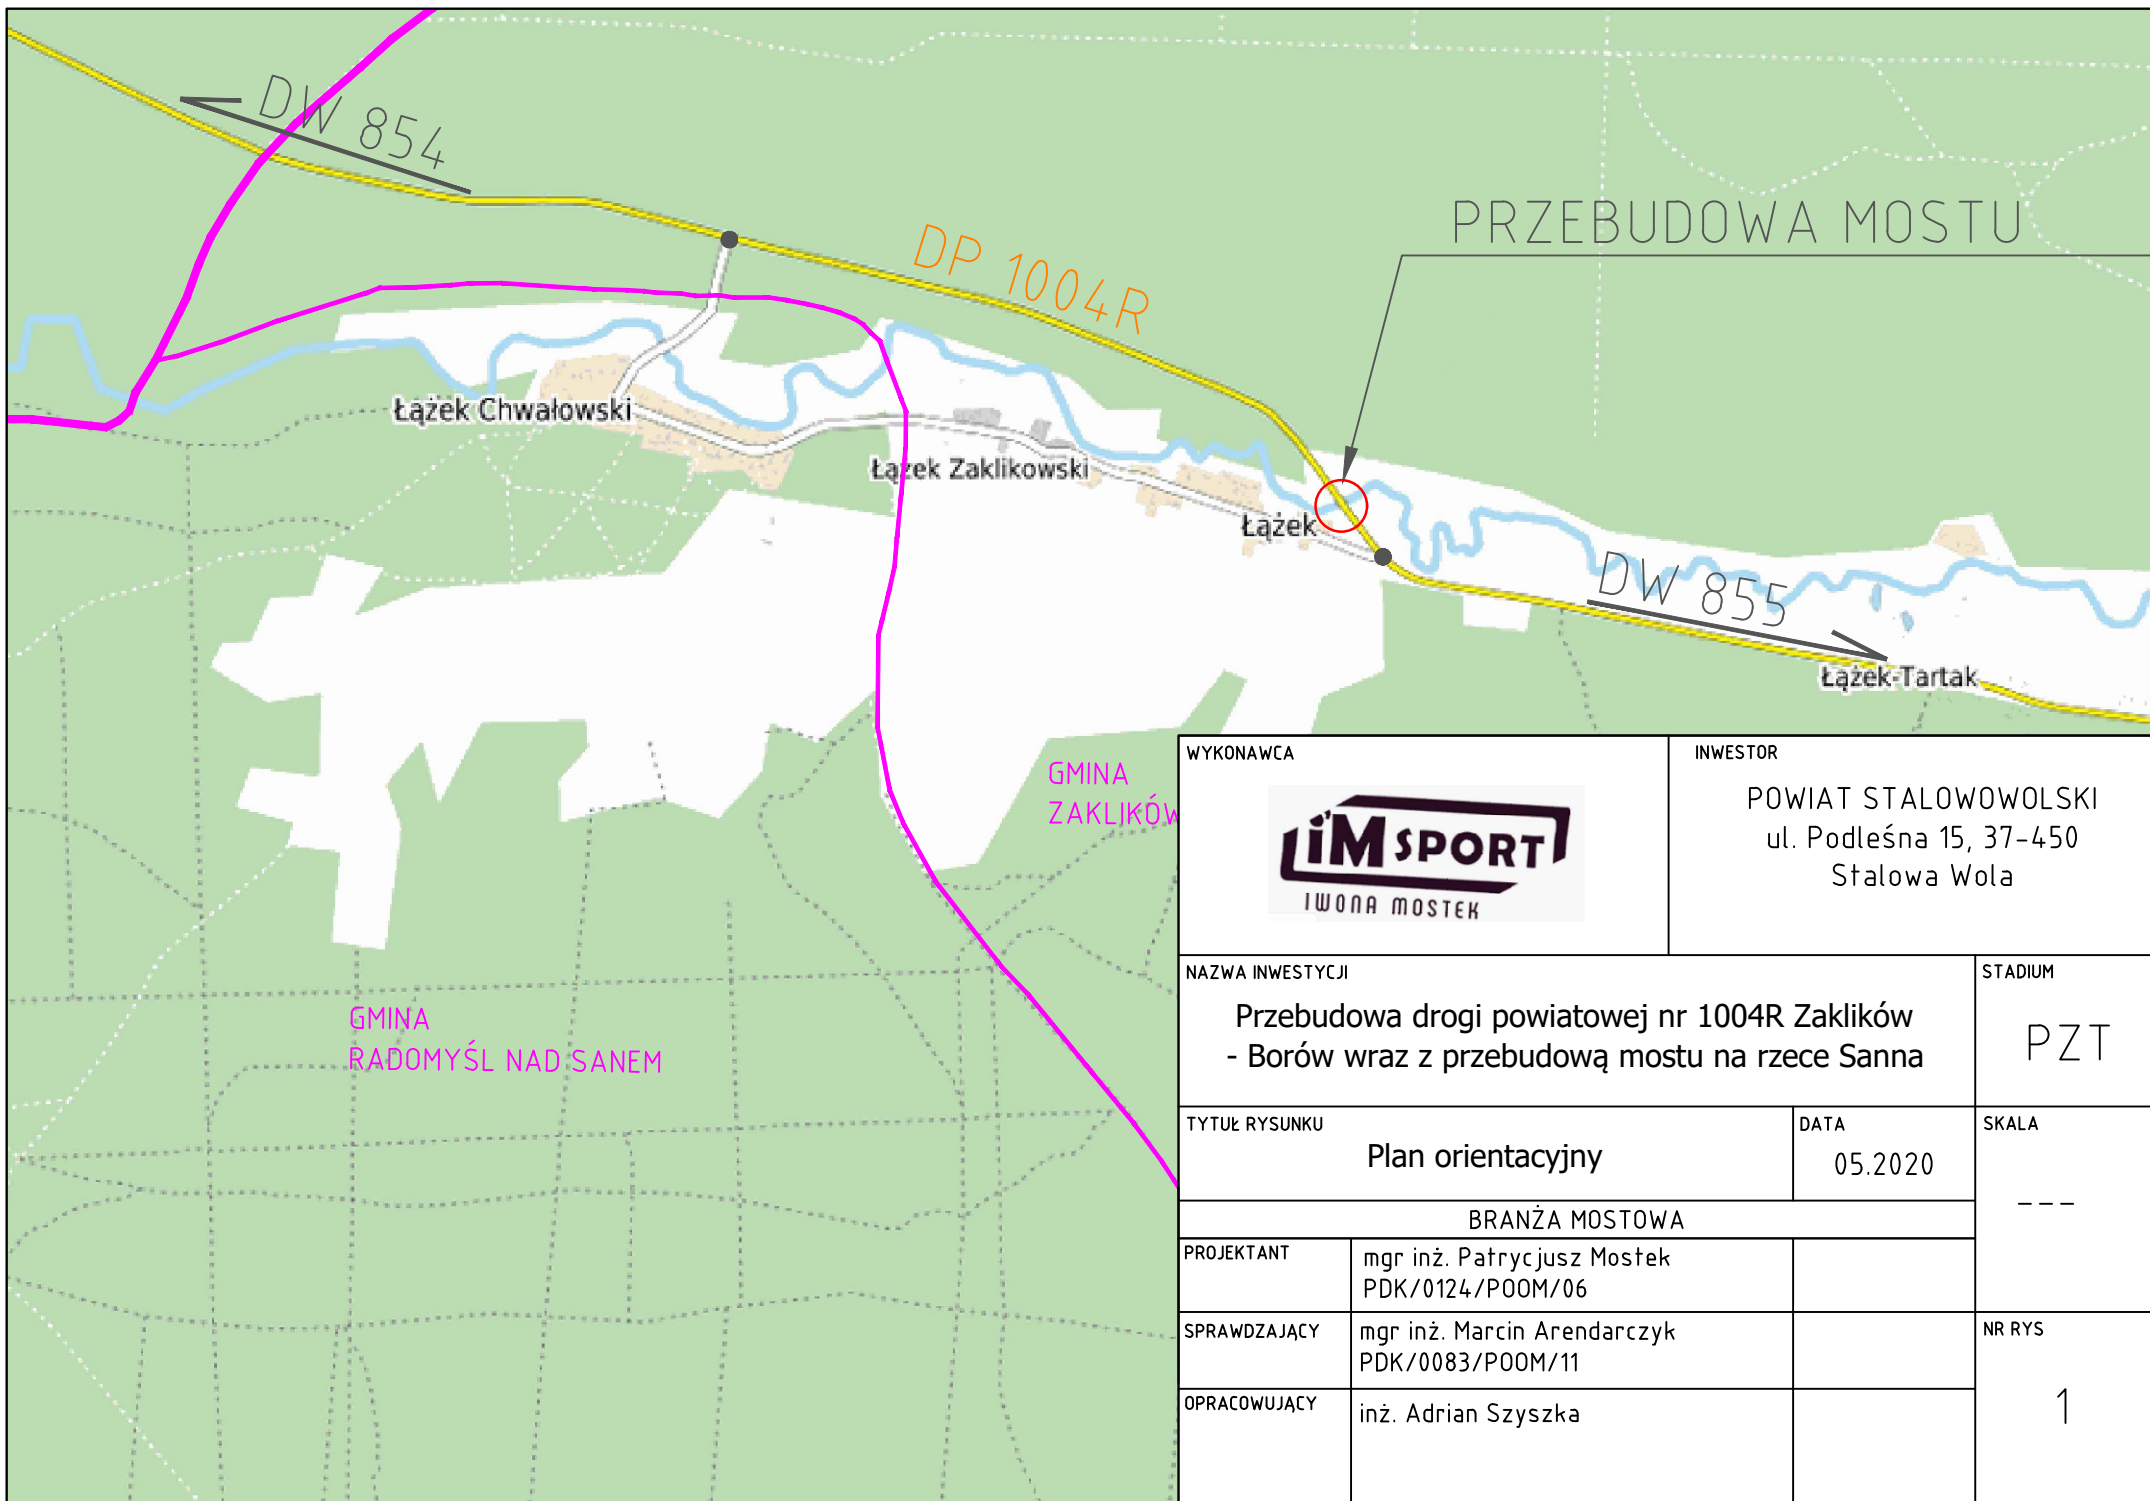 DW 854
DP 1004R
PRZEBUDOWA MOSTU
Łążek Chwałowski
Łążek Zaklikowski
Łążek
DW 855
Łążek-Tartak
GMINA
ZAKLIKÓW
GMINA
RADOMYŚL NAD SANEM
WYKONAWCA
i'M SPORT
IWONA MOSTEK
INWESTOR
POWIAT STALOWOWOLSKI
ul. Podleśna 15, 37-450
Stalowa Wola
NAZWA INWESTYCJI
Przebudowa drogi powiatowej nr 1004R Zaklików
- Borów wraz z przebudową mostu na rzece Sanna
STADIUM
PZT
TYTUŁ RYSUNKU
Plan orientacyjny
DATA
05.2020
SKALA
---
BRANŻA MOSTOWA
PROJEKTANT
mgr inż. Patrycjusz Mostek
PDK/0124/POOM/06
SPRAWDZAJĄCY
mgr inż. Marcin Arendarczyk
PDK/0083/POOM/11
NR RYS
1
OPRACOWUJĄCY
inż. Adrian Szyszka